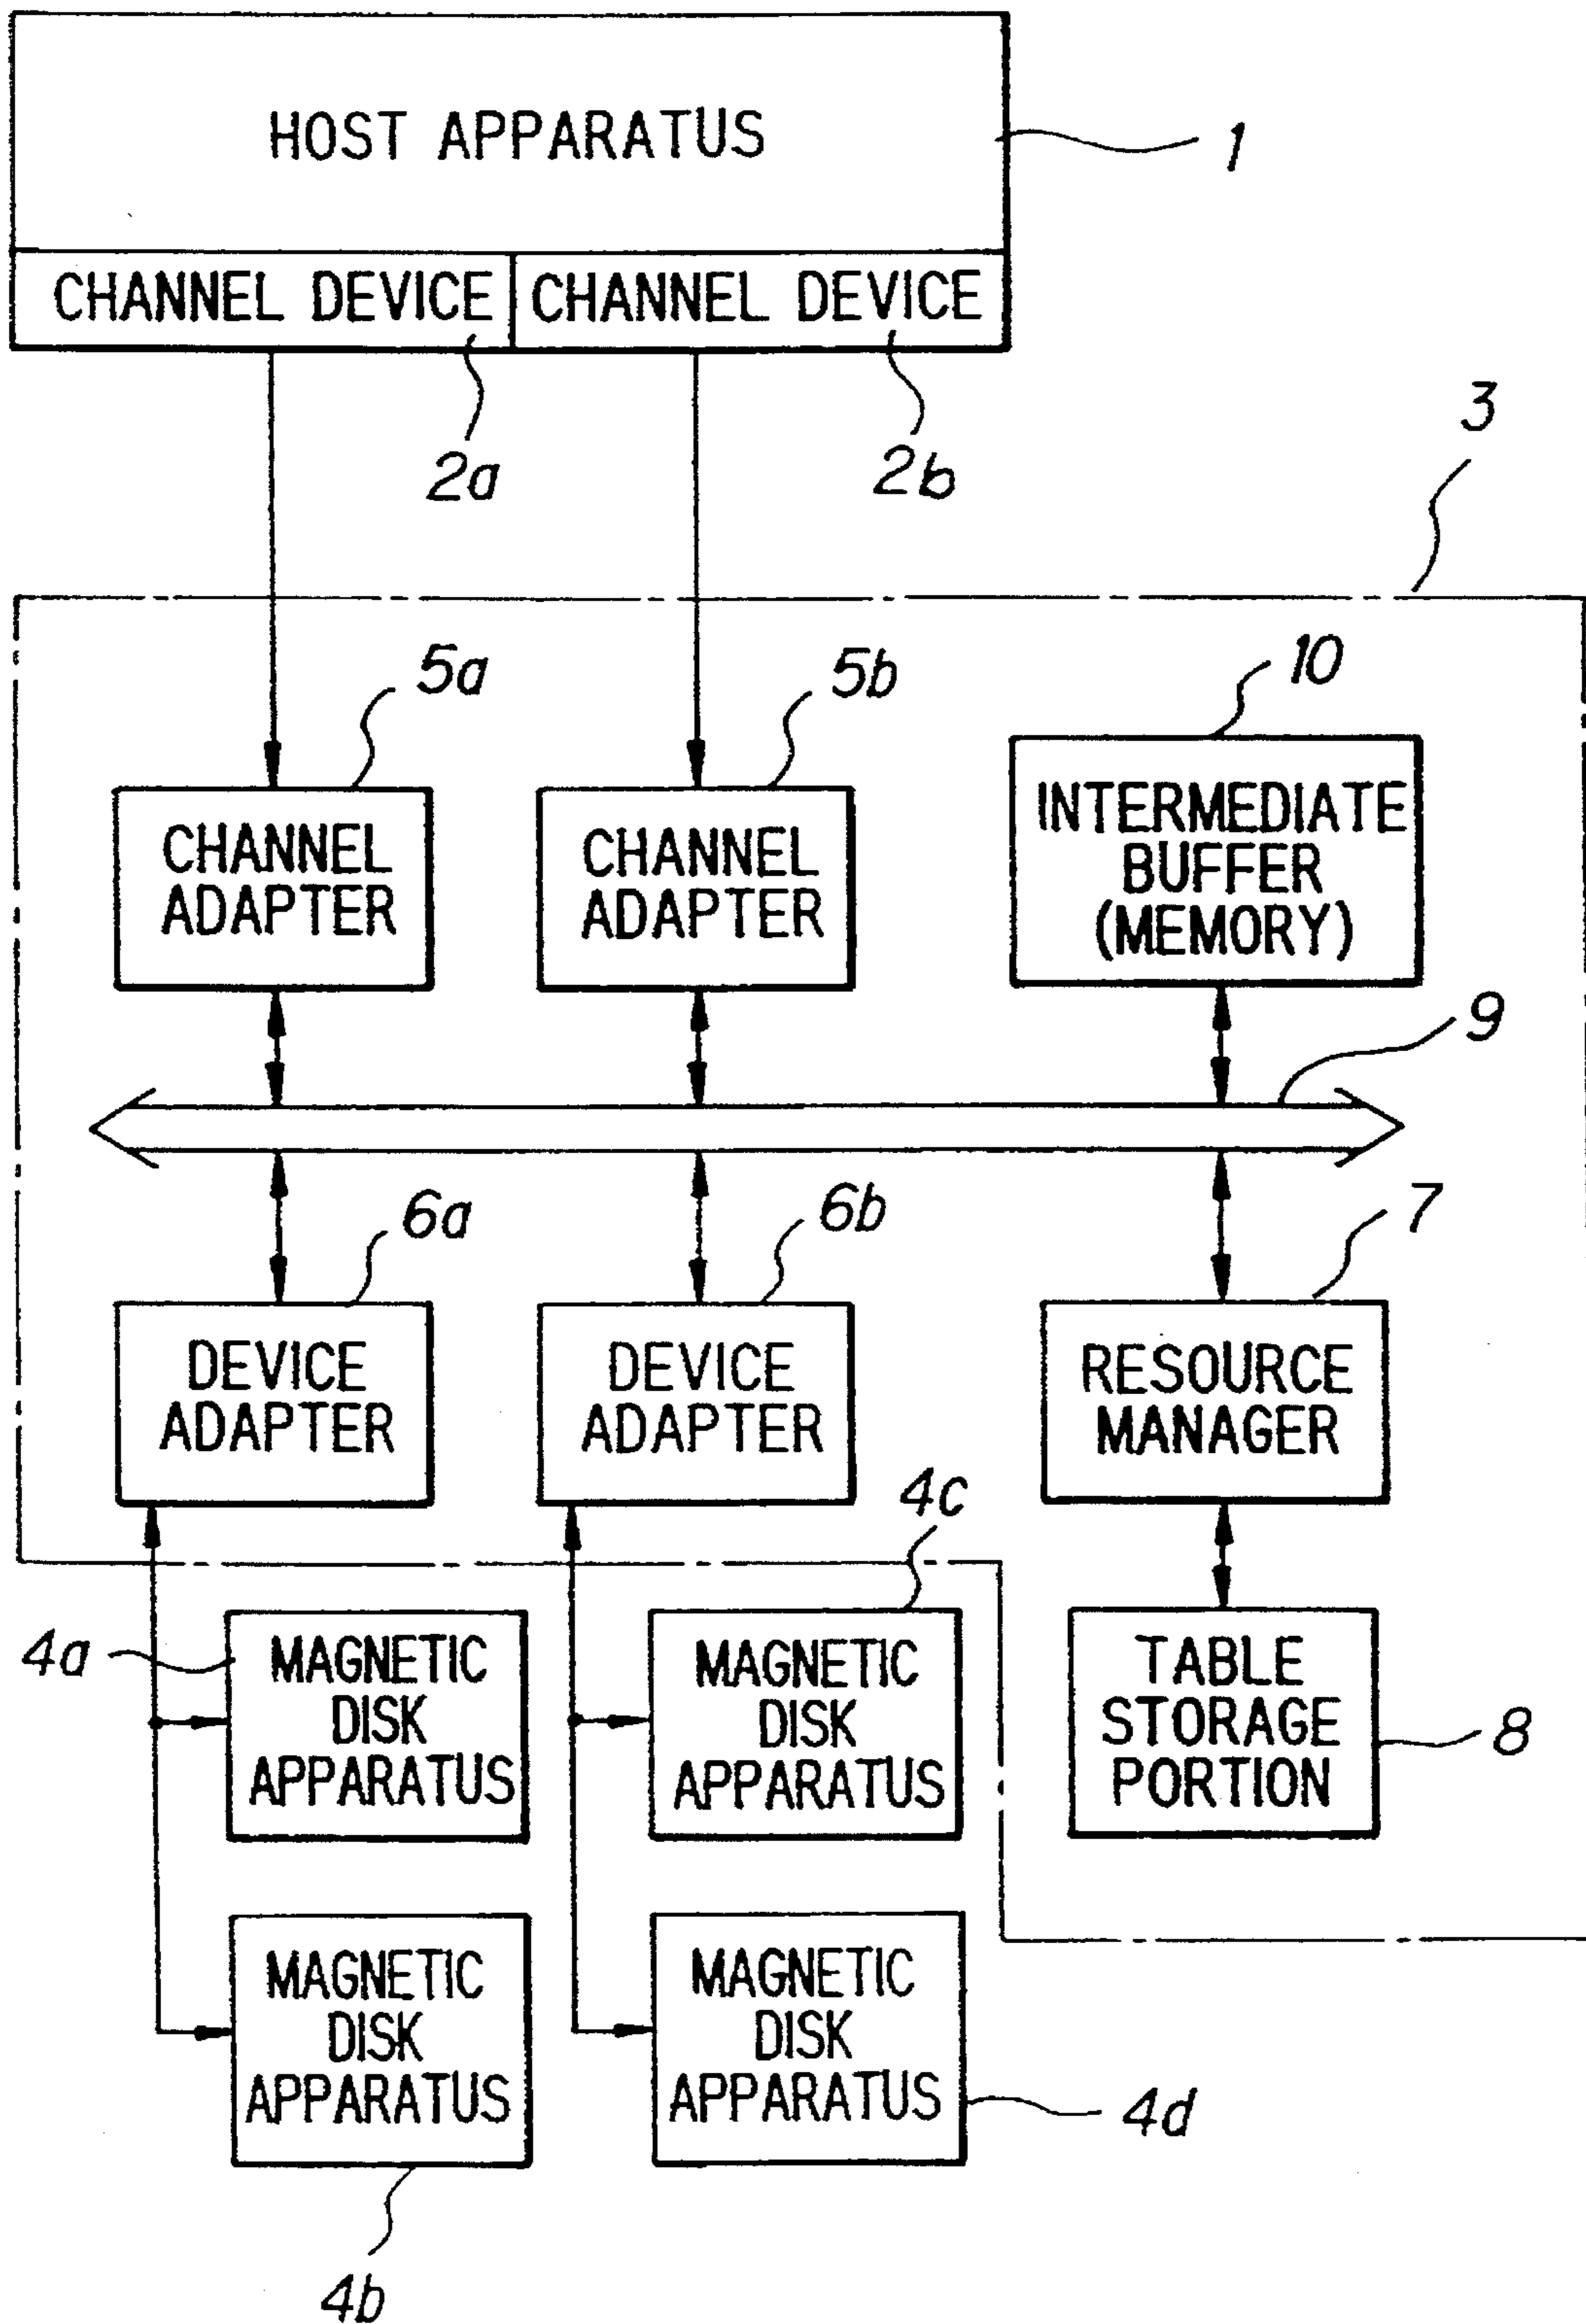 HOST APPARATUS
1
CHANNEL DEVICE
CHANNEL DEVICE
2a
2b
3
5a
5b
10
CHANNEL
ADAPTER
CHANNEL
ADAPTER
INTERMEDIATE
BUFFER
(MEMORY)
9
6a
6b
7
DEVICE
ADAPTER
DEVICE
ADAPTER
RESOURCE
MANAGER
4c
4a
MAGNETIC
DISK
APPARATUS
MAGNETIC
DISK
APPARATUS
TABLE
STORAGE
PORTION
8
MAGNETIC
DISK
APPARATUS
MAGNETIC
DISK
APPARATUS
4d
4b